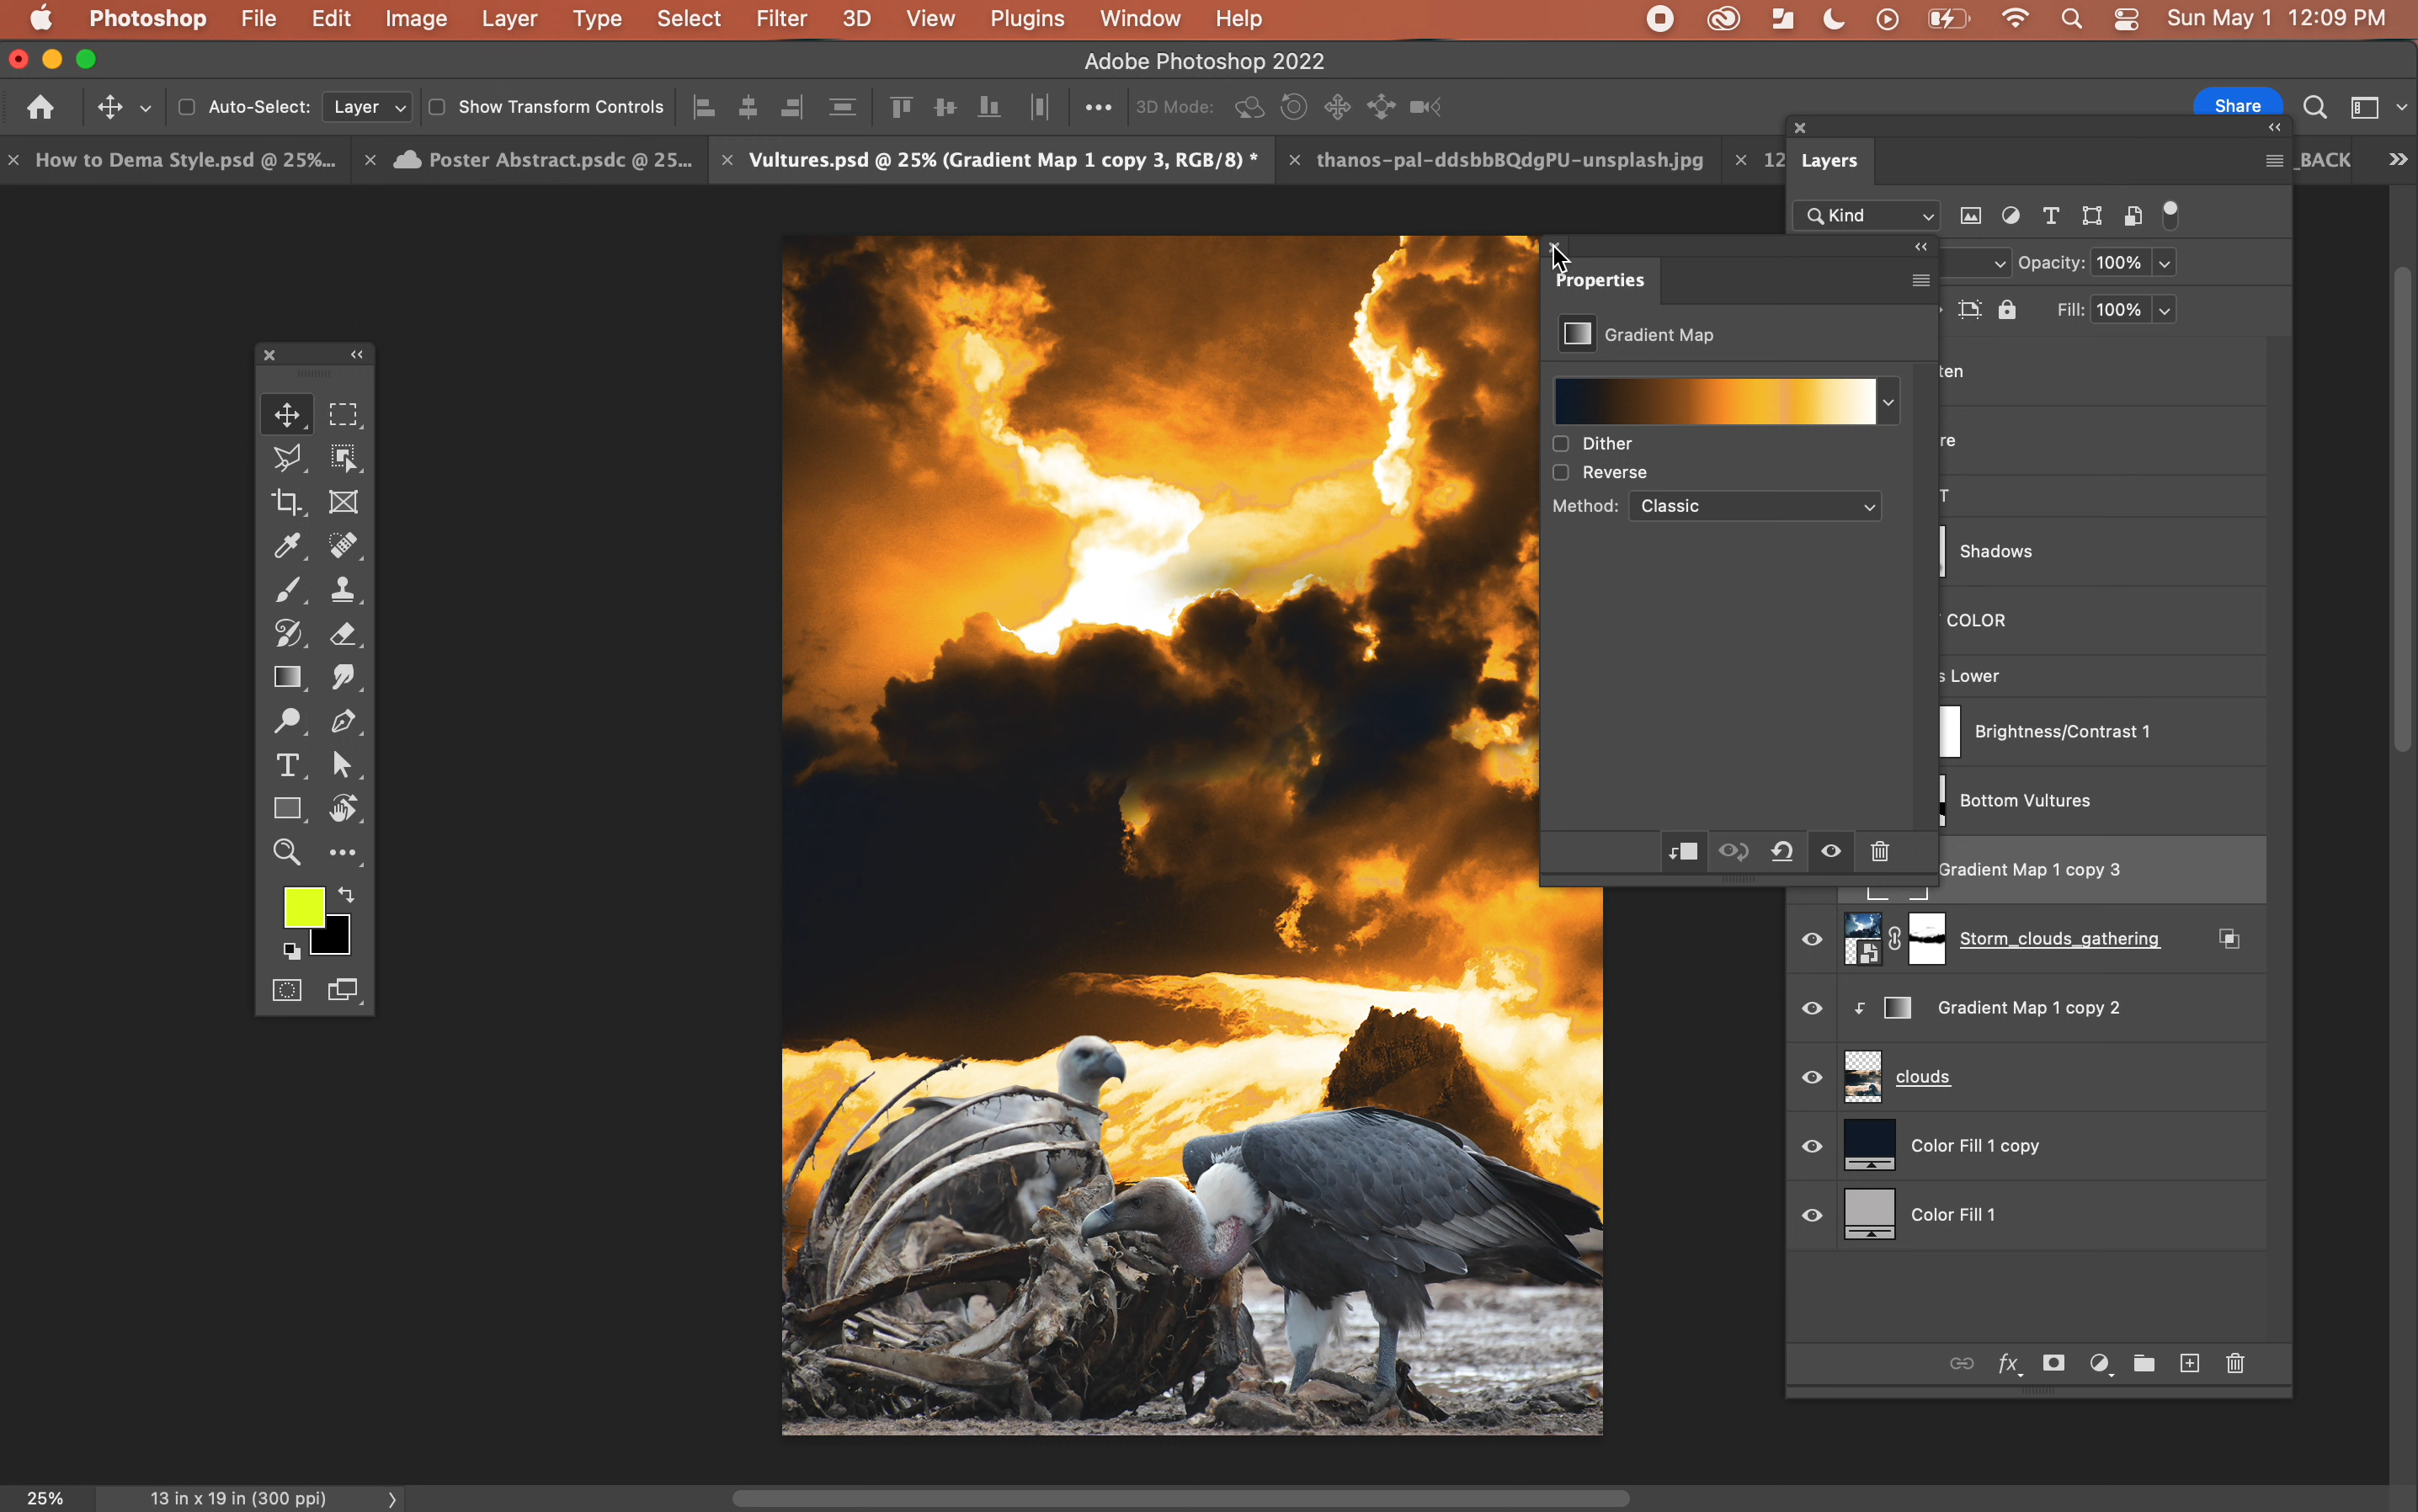 Photoshop File Edit Image Layer Type Select Filter 3D View Plugins Window Help Sun May 1 12:09 PM
Adobe Photoshop 2022
Auto-Select: Layer Show Transform Controls 3D Mode: Share
How to Dema Style.psd @ 25%... Poster Abstract.psdc @ 25... Vultures.psd @ 25% (Gradient Map 1 copy 3, RGB/8) * thanos-pal-ddsbbBQdgPU-unsplash.jpg 12 _BACK
Layers
Kind
Opacity: 100%
Properties
Fill: 100%
Gradient Map
ten
Dither
re
Reverse
T
Method: Classic
Shadows
COLOR
s Lower
Brightness/Contrast 1
Bottom Vultures
Gradient Map 1 copy 3
Storm_clouds_gathering
Gradient Map 1 copy 2
clouds
Color Fill 1 copy
Color Fill 1
fx
25% 13 in x 19 in (300 ppi)